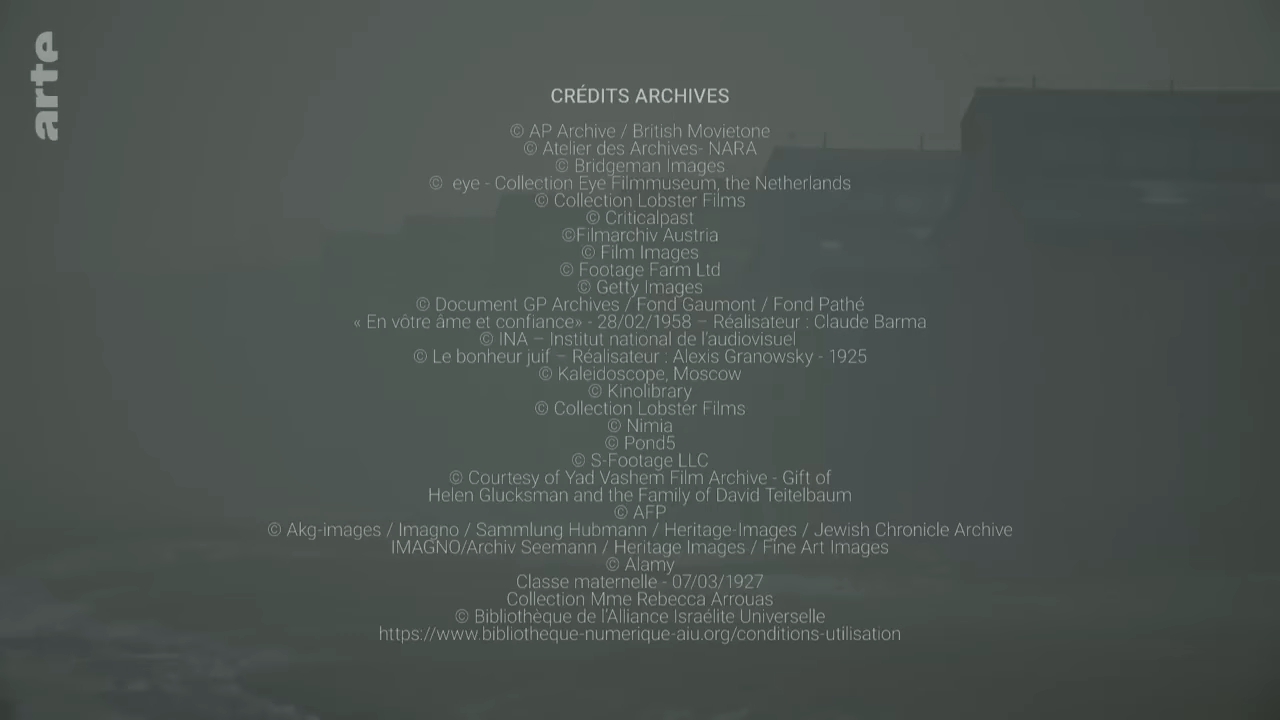 arte
CRÉDITS ARCHIVES
© AP Archive / British Movietone
© Atelier des Archives- NARA
© Bridgeman Images
© eye - Collection Eye Filmmuseum, the Netherlands
© Collection Lobster Films
© Criticalpast
©Filmarchiv Austria
© Film Images
© Footage Farm Ltd
© Getty Images
© Document GP Archives / Fond Gaumont / Fond Pathé
« En vôtre âme et confiance» - 28/02/1958 – Réalisateur : Claude Barma
© INA – Institut national de l'audiovisuel
© Le bonheur juif – Réalisateur : Alexis Granowsky - 1925
© Kaleidoscope, Moscow
© Kinolibrary
© Collection Lobster Films
© Nimia
© Pond5
© S-Footage LLC
© Courtesy of Yad Vashem Film Archive - Gift of
Helen Glucksman and the Family of David Teitelbaum
© AFP
© Akg-images / Imagno / Sammlung Hubmann / Heritage-Images / Jewish Chronicle Archive
IMAGNO/Archiv Seemann / Heritage Images / Fine Art Images
© Alamy
Classe maternelle - 07/03/1927
Collection Mme Rebecca Arrouas
© Bibliothèque de l'Alliance Israélite Universelle
https://www.bibliotheque-numerique-aiu.org/conditions-utilisation